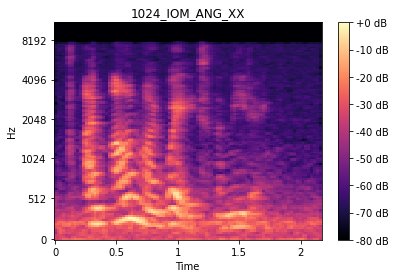 1024_IOM_ANG_XX
Hz
8192
4096
2048
1024
512
0
0
0.5
1
1.5
2
Time
+0 dB
-10 dB
-20 dB
-30 dB
-40 dB
-50 dB
-60 dB
-70 dB
-80 dB